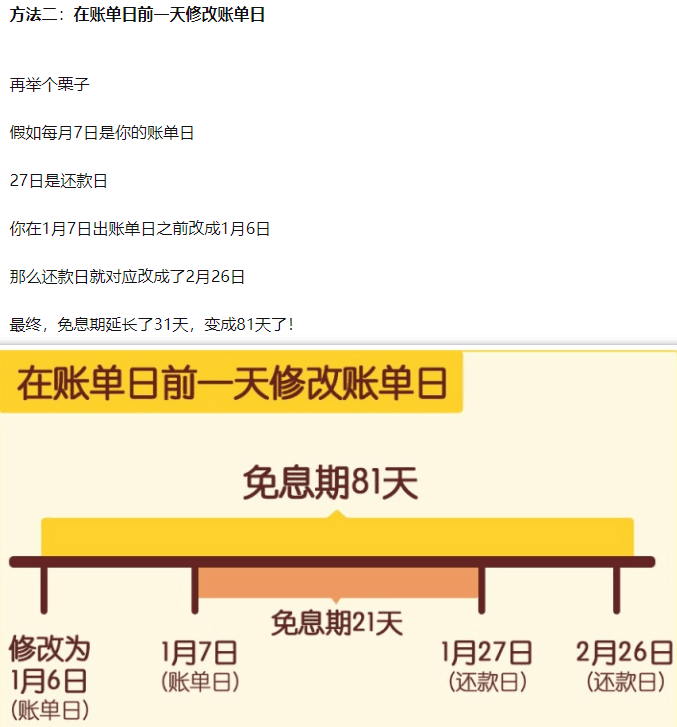 方法二：在账单日前一天修改账单日
再举个栗子
假如每月7日是你的账单日
27日是还款日
你在1月7日出账单日之前改成1月6日
那么还款日就对应改成了2月26日
最终，免息期延长了31天，变成81天了！
在账单日前一天修改账单日
免息期81天
免息期21天
修改为
1月6日
(账单日)
1月7日
(账单日)
1月27日
(还款日)
2月26日
(还款日)